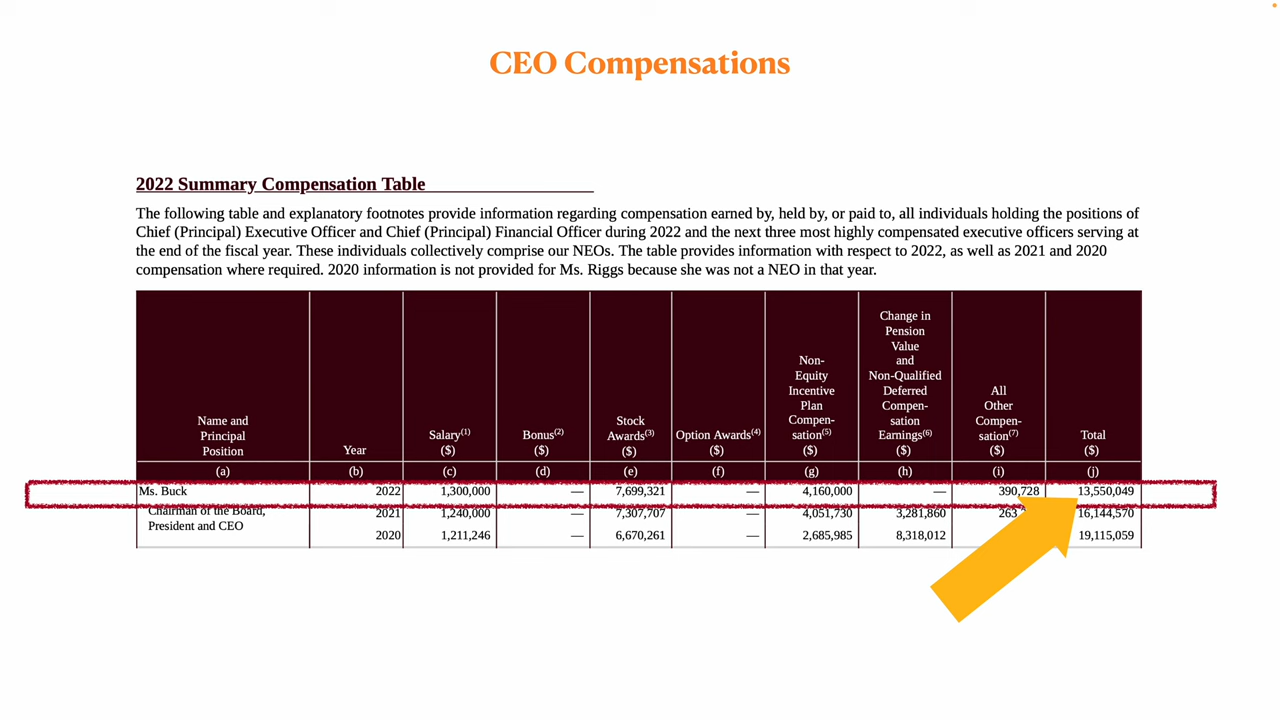 CEO Compensations
2022 Summary Compensation Table
The following table and explanatory footnotes provide information regarding compensation earned by, held by, or paid to, all individuals holding the positions of
Chief (Principal) Executive Officer and Chief (Principal) Financial Officer during 2022 and the next three most highly compensated executive officers serving at
the end of the fiscal year. These individuals collectively comprise our NEOs. The table provides information with respect to 2022, as well as 2021 and 2020
compensation where required. 2020 information is not provided for Ms. Riggs because she was not a NEO in that year.
Name and
Principal
Position
Year
Salary(1)
($)
Bonus(2)
($)
Stock
Awards(3)
($)
Option Awards(4)
($)
Non-
Equity
Incentive
Plan
Compen-
sation(5)
($)
Change in
Pension
Value
and
Non-Qualified
Deferred
Compen-
sation
Earnings(6)
($)
All
Other
Compen-
sation(7)
($)
Total
($)
(a) (b) (c) (d) (e) (f) (g) (h) (i) (j)
Ms. Buck 2022 1,300,000 — 7,699,321 — 4,160,000 — 390,728 13,550,049
Chairman of the Board, 2021 1,240,000 — 7,307,707 — 4,051,730 3,281,860 263 16,144,570
President and CEO
2020 1,211,246 — 6,670,261 — 2,685,985 8,318,012 19,115,059